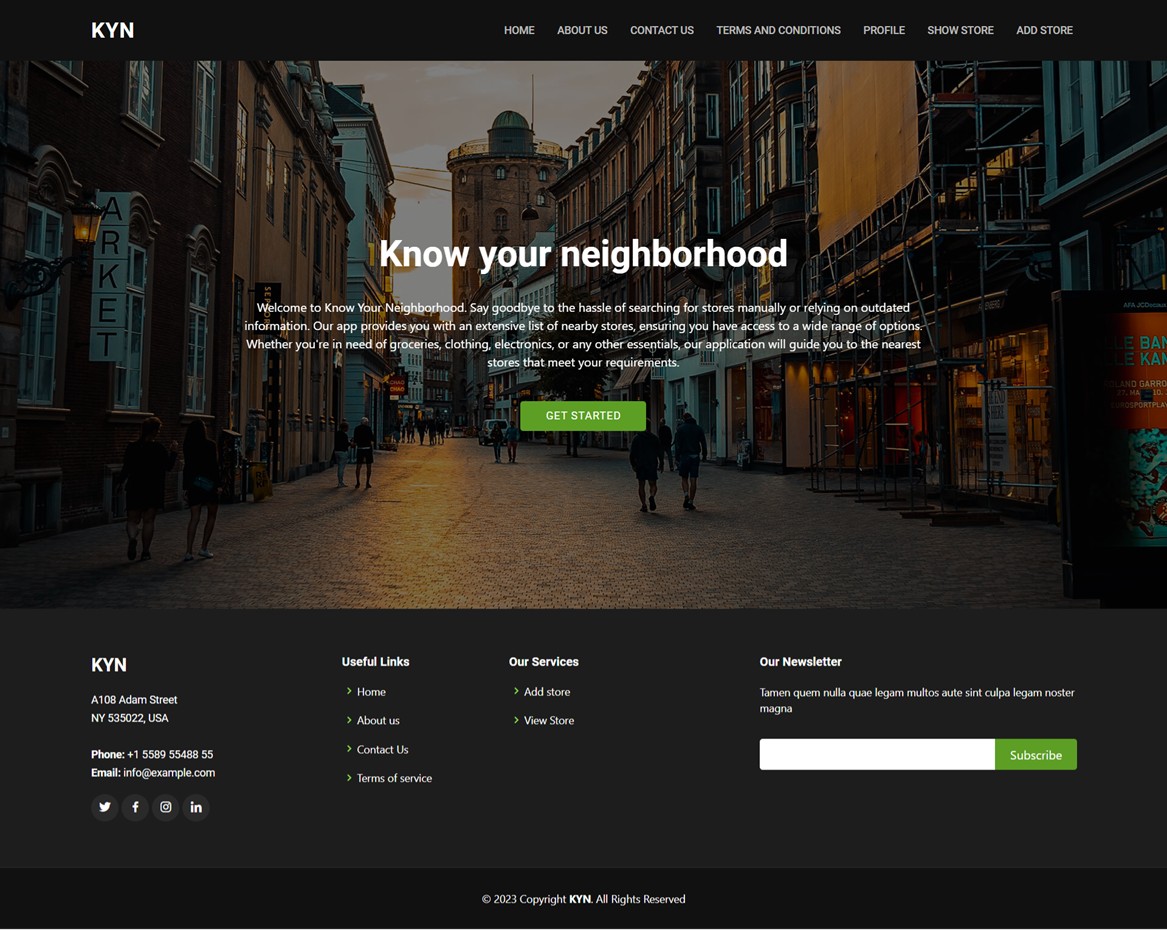 KYN
HOME ABOUT US CONTACT US TERMS AND CONDITIONS PROFILE SHOW STORE ADD STORE
ARKET
Know your neighborhood
Welcome to Know Your Neighborhood. Say goodbye to the hassle of searching for stores manually or relying on outdated
information. Our app provides you with an extensive list of nearby stores, ensuring you have access to a wide range of options.
Whether you're in need of groceries, clothing, electronics, or any other essentials, our application will guide you to the nearest
stores that meet your requirements.
GET STARTED
KYN
A108 Adam Street
NY 535022, USA
Phone: +1 5589 55488 55
Email: info@example.com
Useful Links
Home
About us
Contact Us
Terms of service
Our Services
Add store
View Store
Our Newsletter
Tamen quem nulla quae legam multos aute sint culpa legam noster
magna
Subscribe
© 2023 Copyright KYN. All Rights Reserved